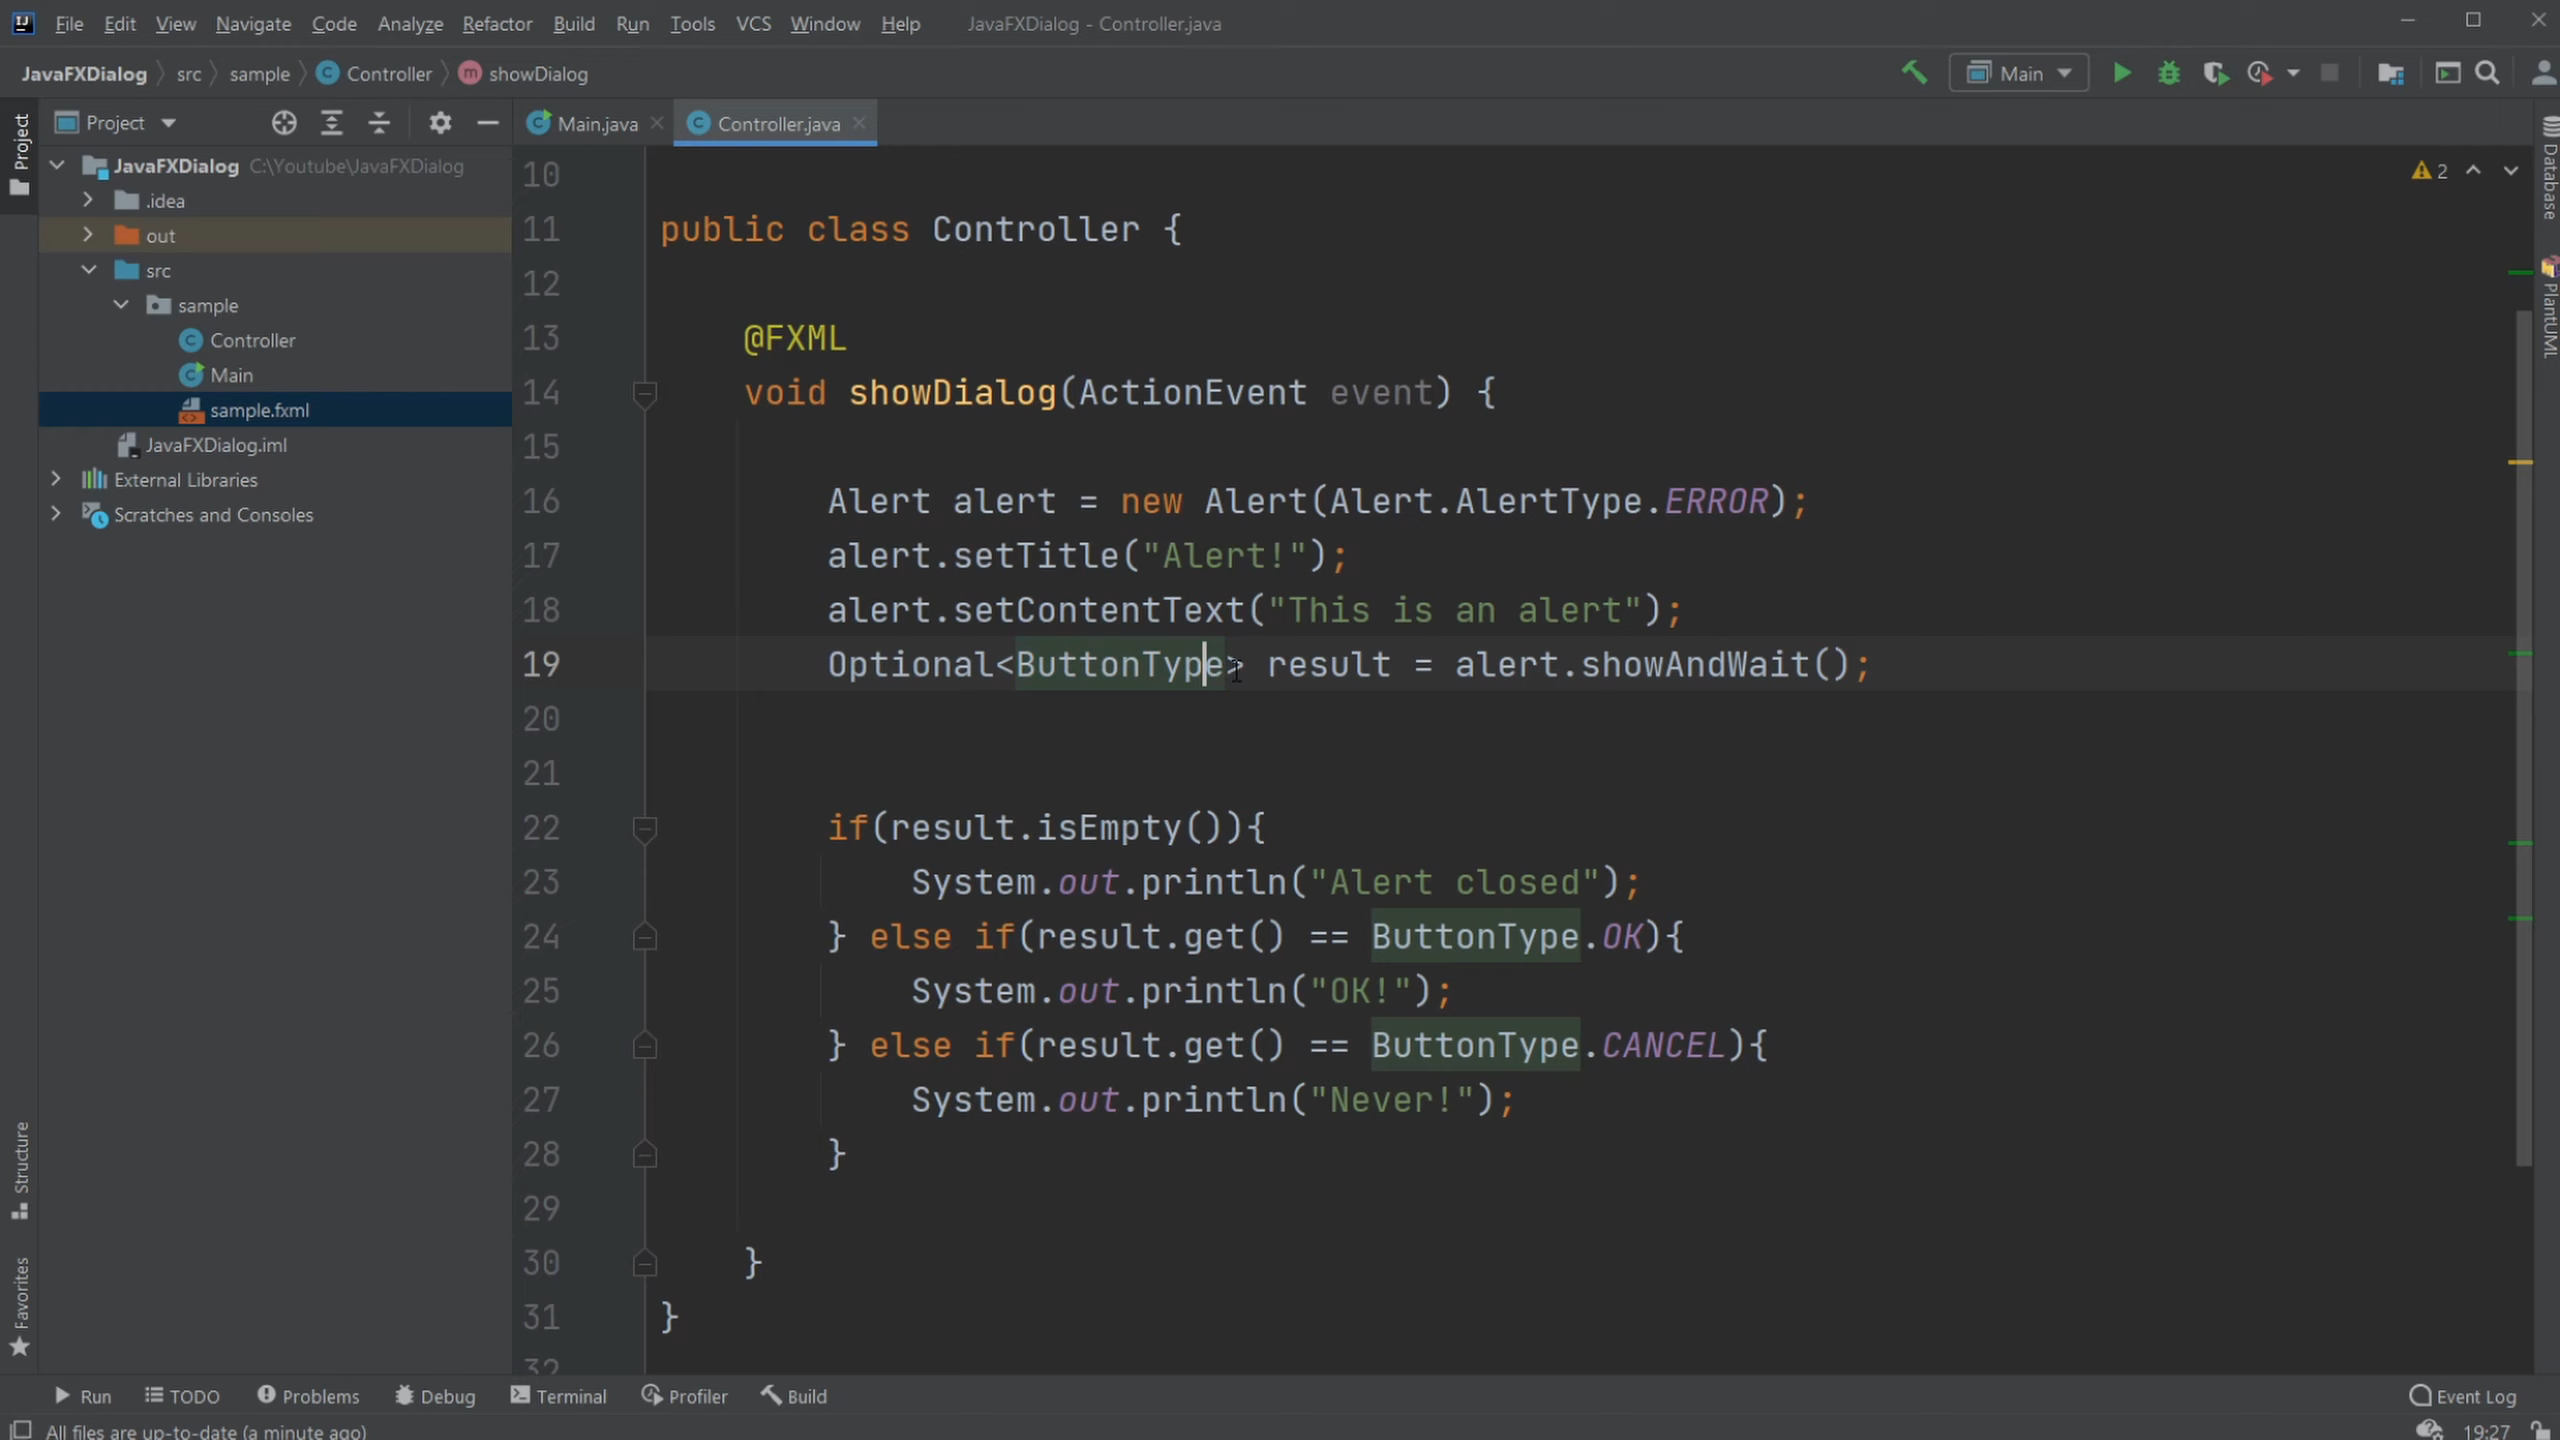 File Edit View Navigate Code Analyze Refactor Build Run Tools VCS Window Help JavaFXDialog - Controller.java
JavaFXDialog src sample Controller showDialog Main
Project
Main.java
Controller.java
Project
JavaFXDialog C:\Youtube\JavaFXDialog
.idea
out
src
sample
Controller
Main
sample.fxml
JavaFXDialog.iml
External Libraries
Scratches and Consoles
Structure
Favorites
2
Database
PlantUML
10
11 public class Controller {
12
13 @FXML
14 void showDialog(ActionEvent event) {
15
16 Alert alert = new Alert(Alert.AlertType.ERROR);
17 alert.setTitle("Alert!");
18 alert.setContentText("This is an alert");
19 Optional<ButtonType> result = alert.showAndWait();
20
21
22 if(result.isEmpty()){
23 System.out.println("Alert closed");
24 } else if(result.get() == ButtonType.OK){
25 System.out.println("OK!");
26 } else if(result.get() == ButtonType.CANCEL){
27 System.out.println("Never!");
28 }
29
30 }
31 }
32
Run TODO Problems Debug Terminal Profiler Build Event Log
All files are up-to-date (a minute ago) 19:27